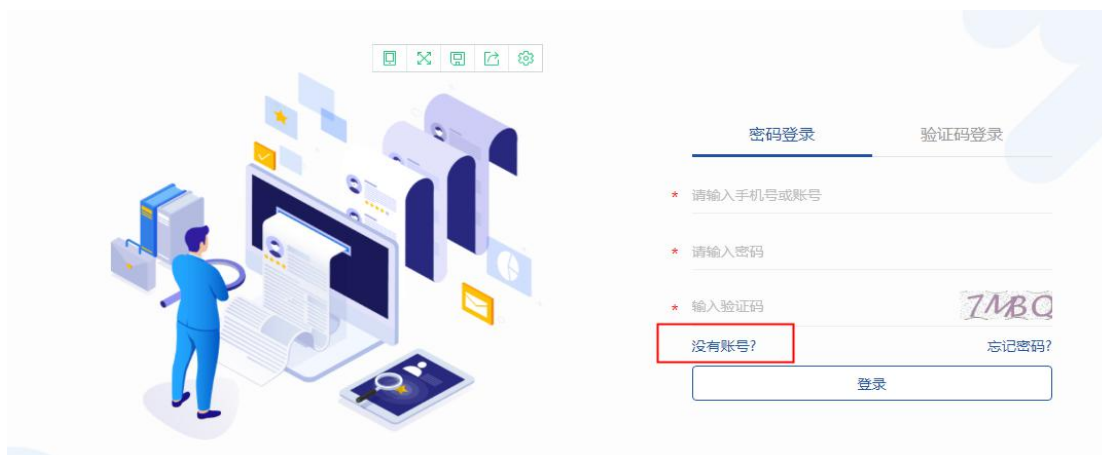 密码登录 验证码登录
* 请输入手机号或账号
* 请输入密码
* 输入验证码 7MBQ
没有账号? 忘记密码?
登录